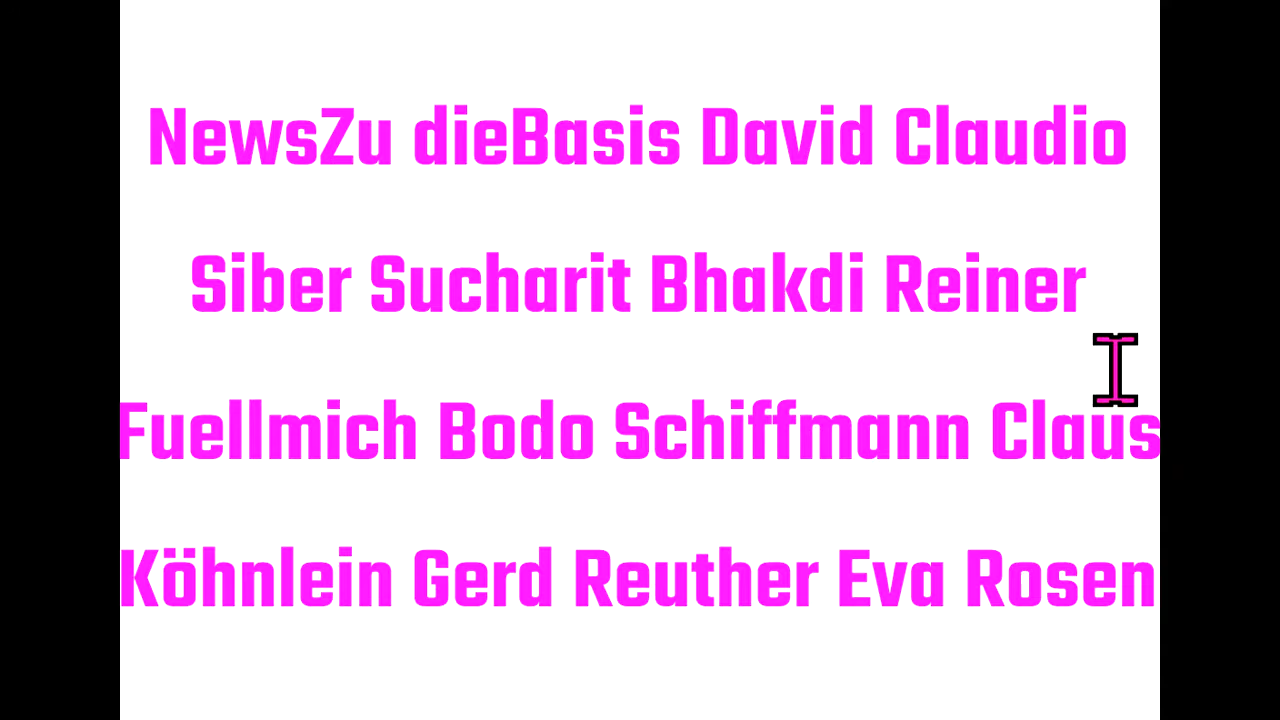 NewsZu dieBasis David Claudio
Siber Sucharit Bhakdi Reiner
Fuellmich Bodo Schiffmann Claus
Köhnlein Gerd Reuther Eva Rosen